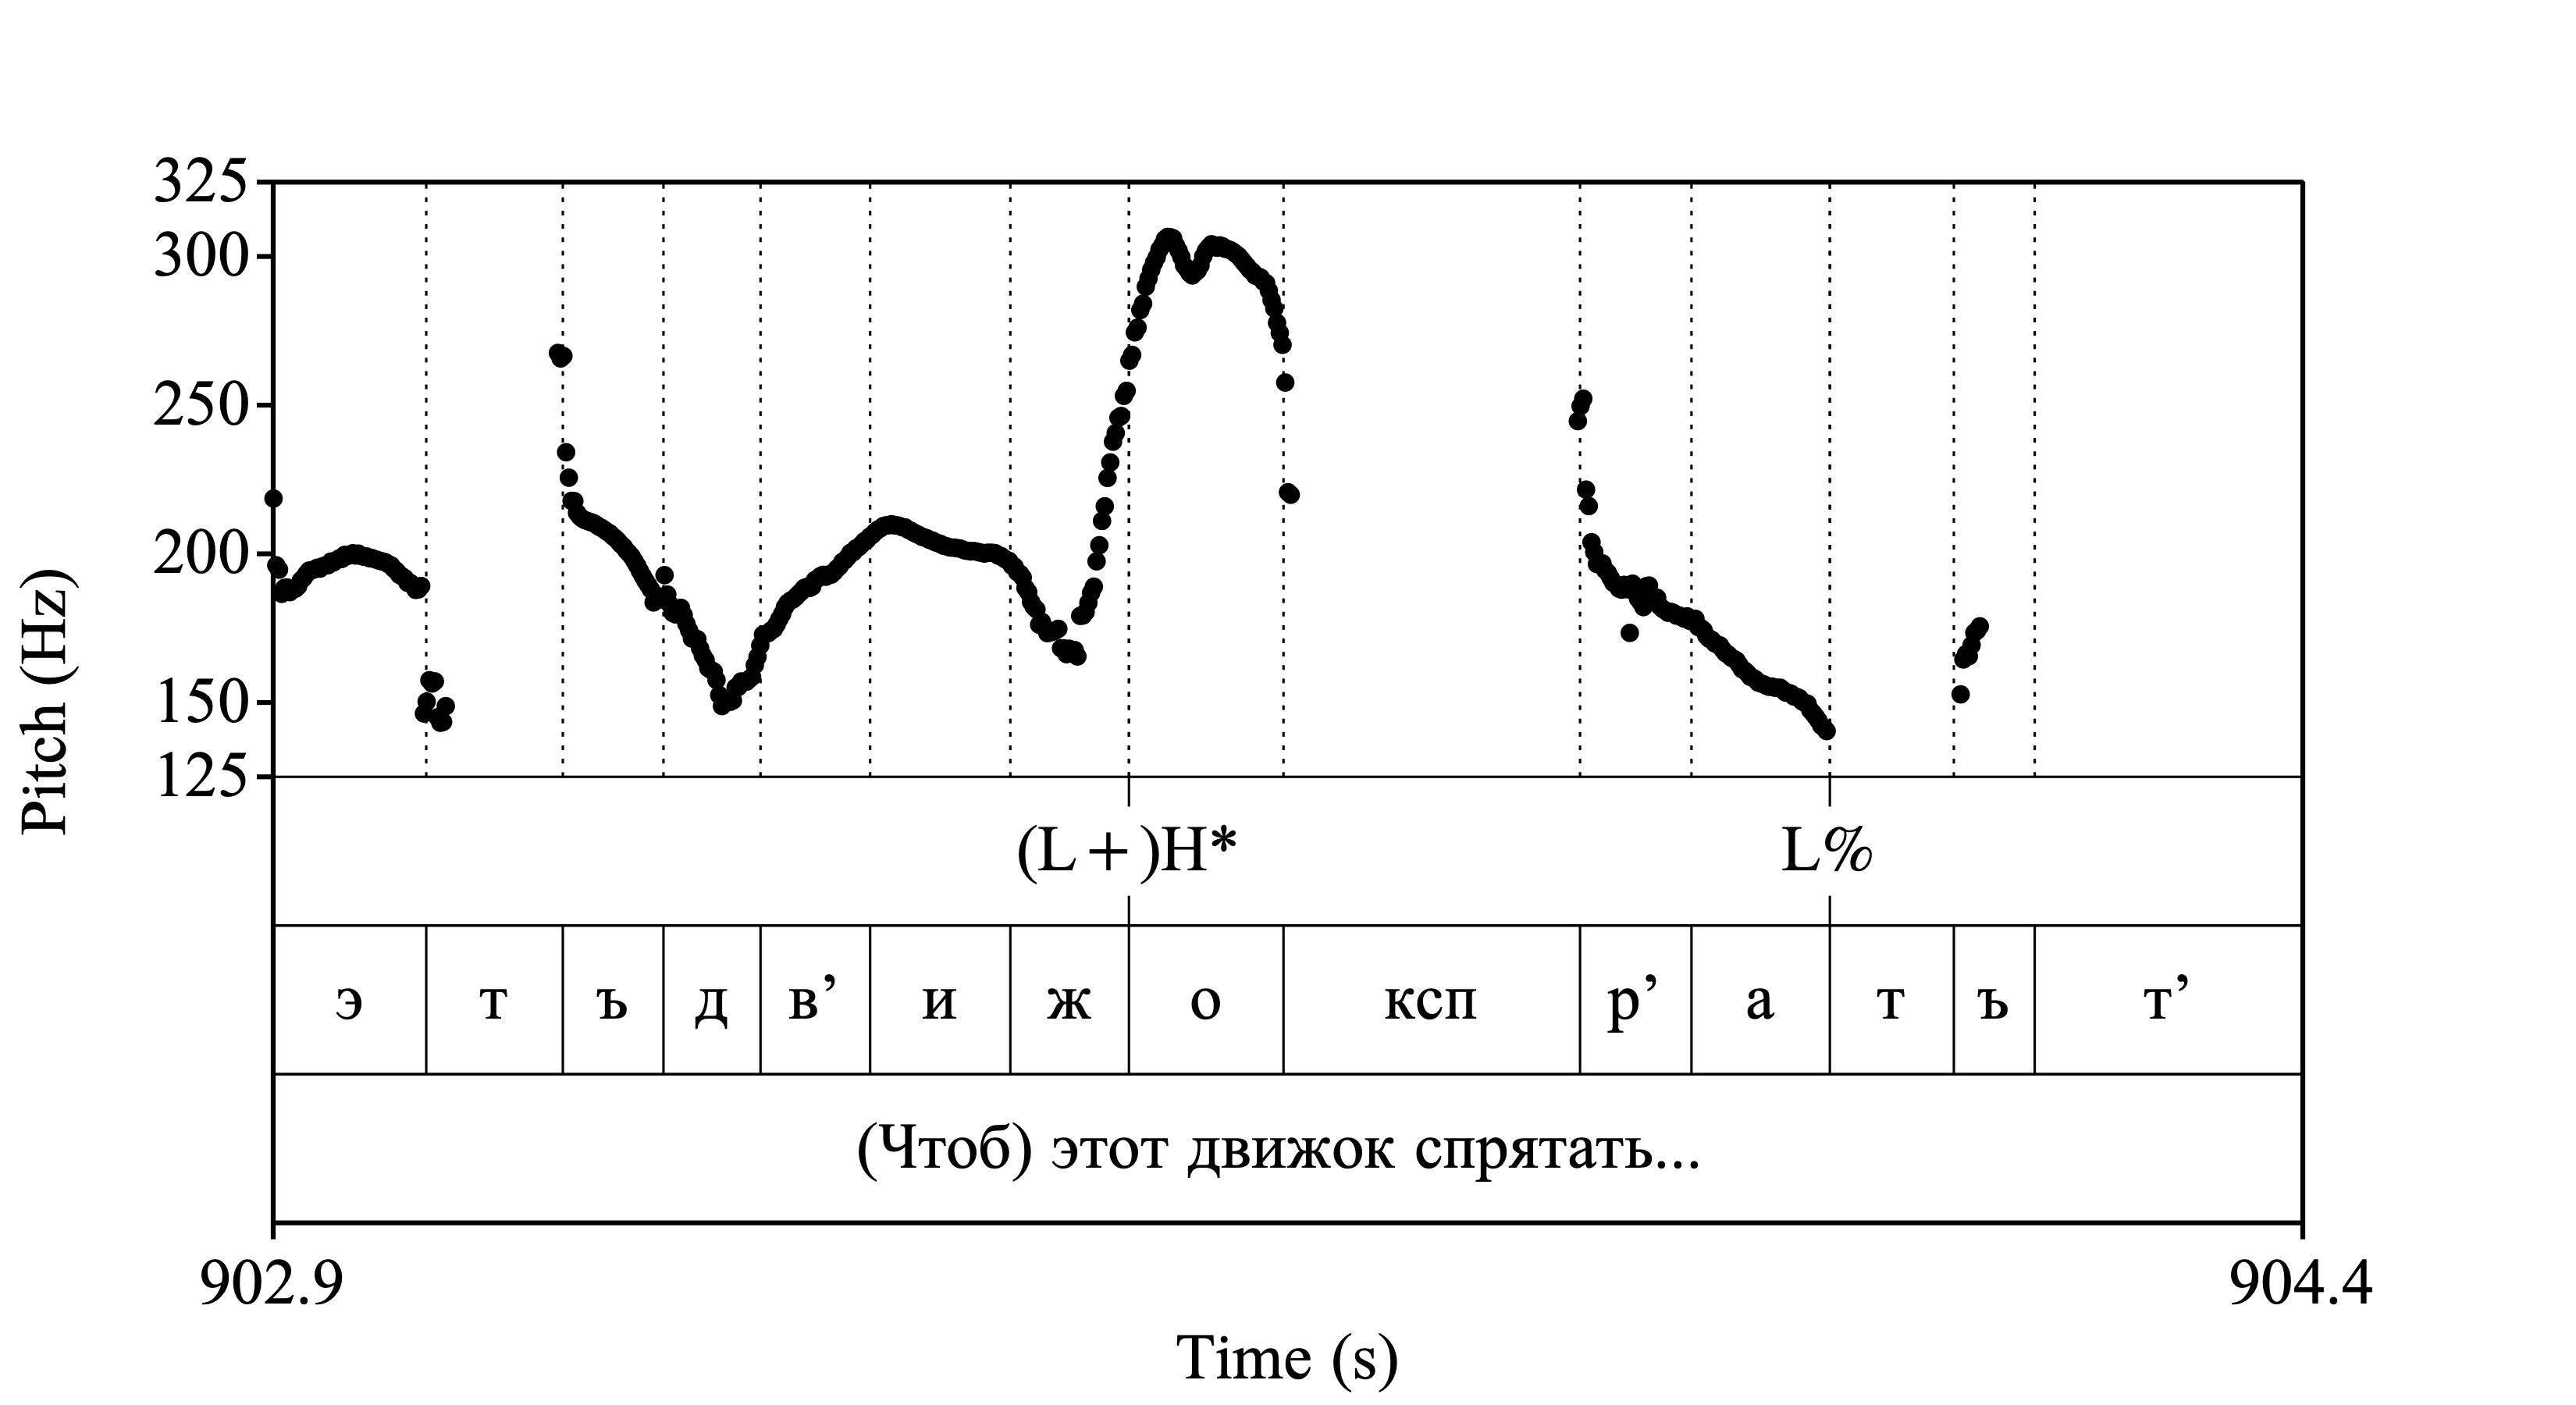 325
300
250
200
150
125
Pitch (Hz)
(L+)H* L%
э т ъ д в’ и ж о ксп р’ а т ъ т’
(Чтоб) этот движок спрятать...
902.9 904.4
Time (s)